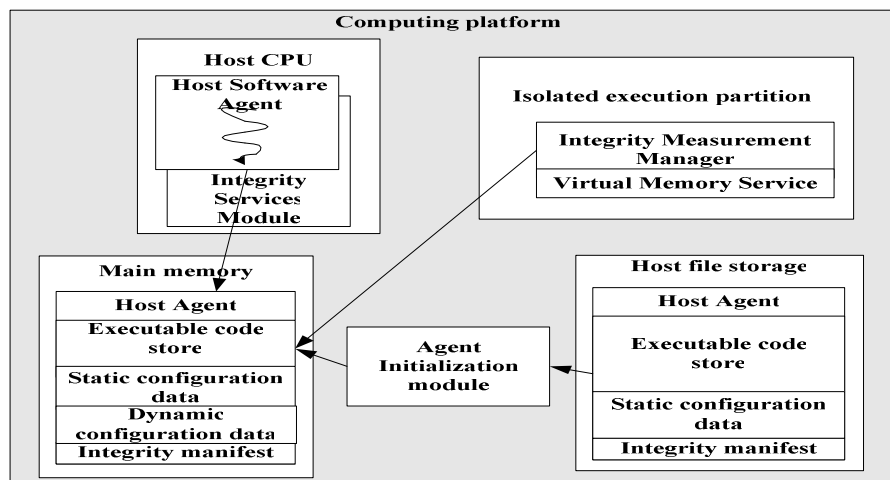 Computing platform
Host CPU
Host Software
Agent
Integrity
Services
Module
Isolated execution partition
Integrity Measurement
Manager
Virtual Memory Service
Main memory
Host Agent
Executable code
store
Static configuration
data
Dynamic
configuration data
Integrity manifest
Agent
Initialization
module
Host file storage
Host Agent
Executable code
store
Static configuration
data
Integrity manifest